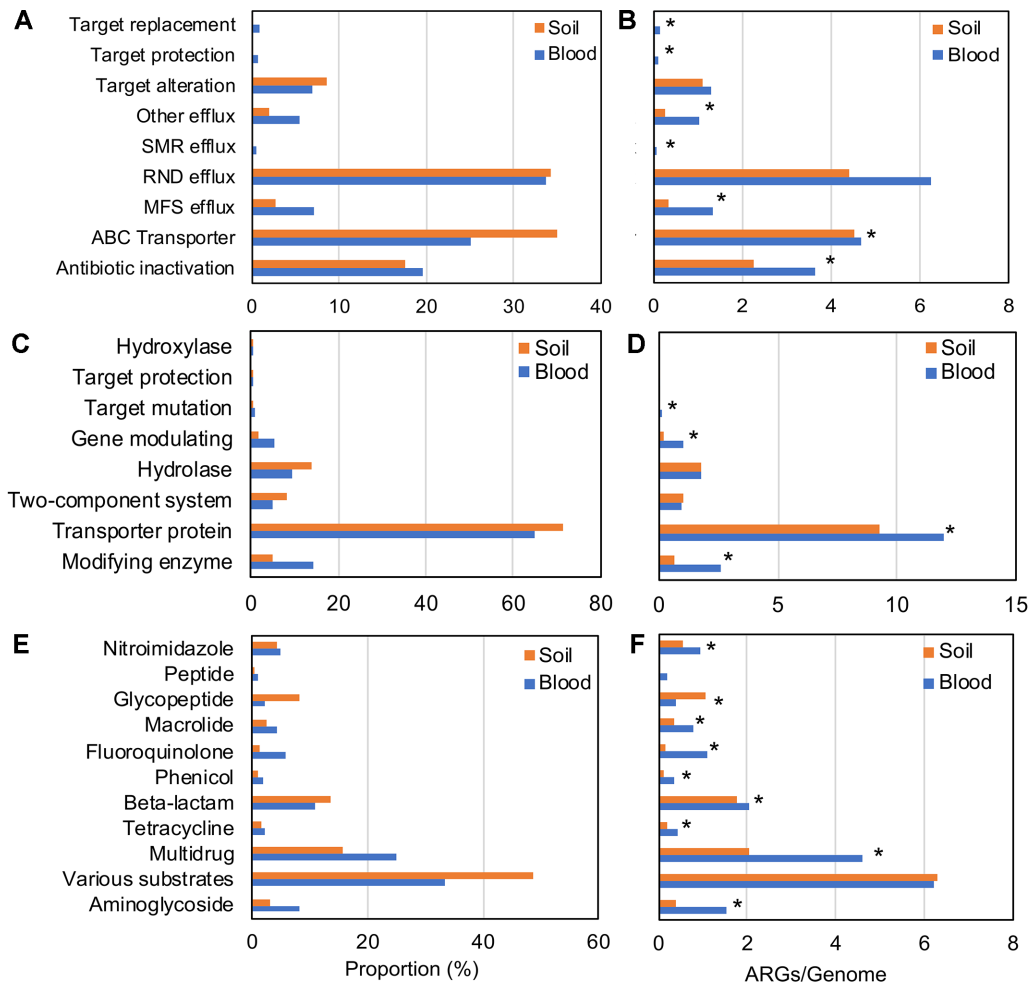 A
B
Target replacement
Target protection
Target alteration
Other efflux
SMR efflux
RND efflux
MFS efflux
ABC Transporter
Antibiotic inactivation
Soil
Blood
0 10 20 30 40
Soil
Blood
*
*
*
*
*
*
*
0 2 4 6 8
C
D
Hydroxylase
Target protection
Target mutation
Gene modulating
Hydrolase
Two-component system
Transporter protein
Modifying enzyme
Soil
Blood
0 20 40 60 80
Soil
Blood
*
*
*
*
0 5 10 15
E
F
Nitroimidazole
Peptide
Glycopeptide
Macrolide
Fluoroquinolone
Phenicol
Beta-lactam
Tetracycline
Multidrug
Various substrates
Aminoglycoside
Soil
Blood
0 20 40 60
Proportion (%)
Soil
Blood
*
*
*
*
*
*
*
*
*
0 2 4 6 8
ARGs/Genome